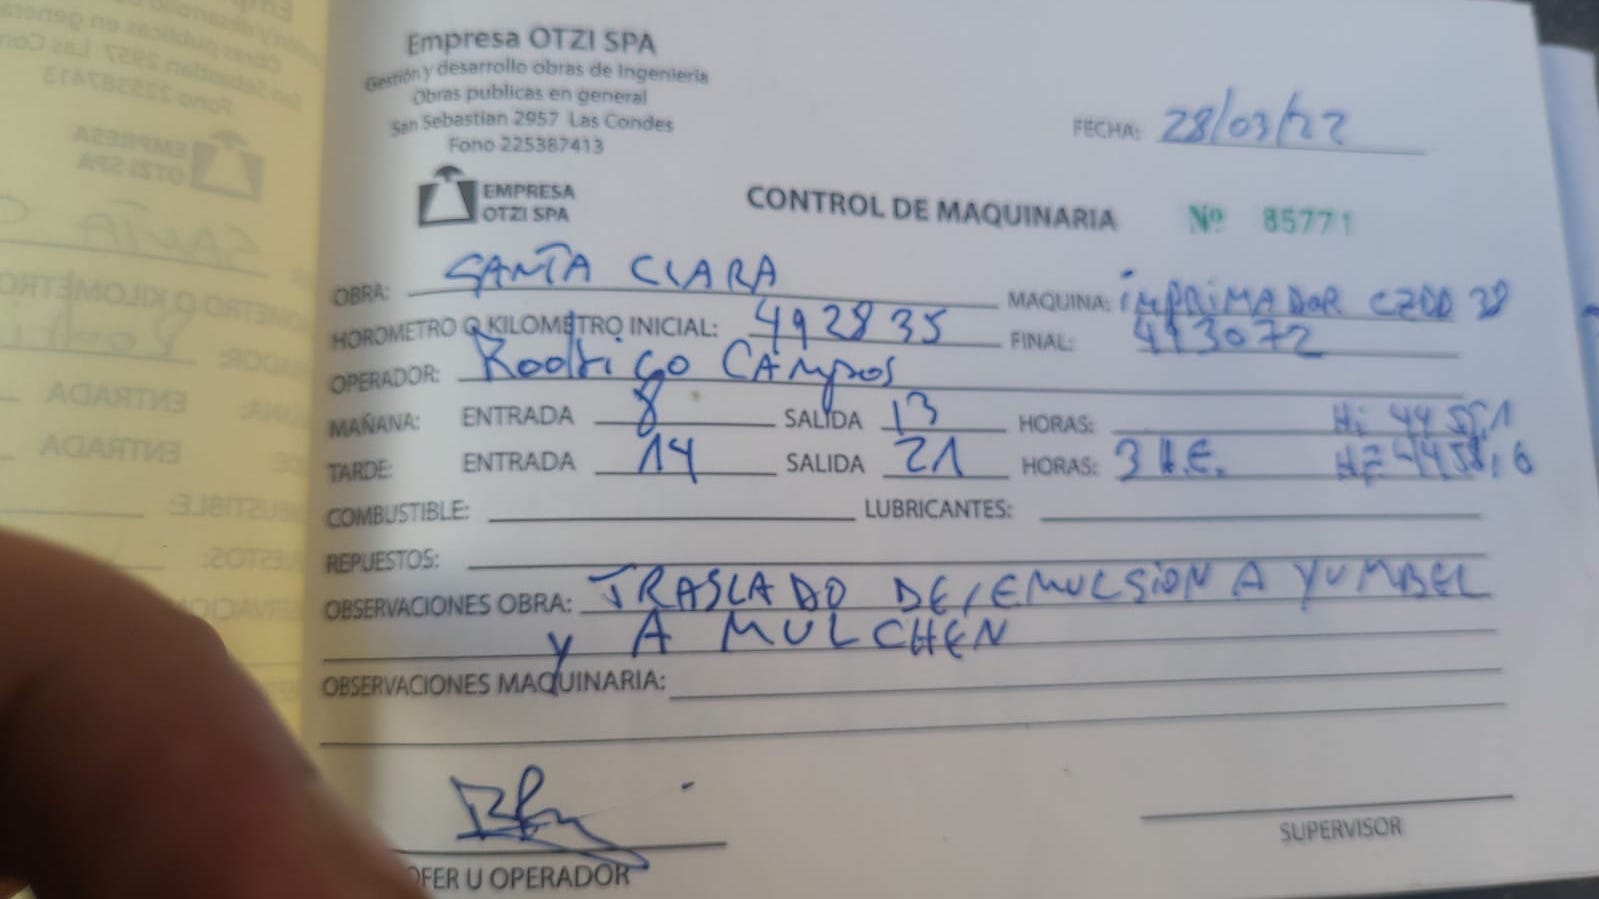 Empresa OTZI SPA
Gestión y desarrollo obras de Ingenieria
Obras publicas en general
San Sebastian 2957 Las Condes
Fono 225387413
FECHA: 28/03/22
EMPRESA
OTZI SPA
CONTROL DE MAQUINARIA Nº 85771
OBRA: SANTA CLARA MAQUINA: iMPRiMADOR CZDD 38
HOROMETRO O KILOMETRO INICIAL: 492835 FINAL: 493072
OPERADOR: Rodrigo CAmpos
MAÑANA: ENTRADA 8 SALIDA 13 HORAS: Hi 4455,1
TARDE: ENTRADA 14 SALIDA 21 HORAS: 3 H.E. HF 4458,6
COMBUSTIBLE: LUBRICANTES:
REPUESTOS:
OBSERVACIONES OBRA: TRASLADO DE EMULSION A YUMBEL
y A MULCHEN
OBSERVACIONES MAQUINARIA:
SUPERVISOR
OFER U OPERADOR